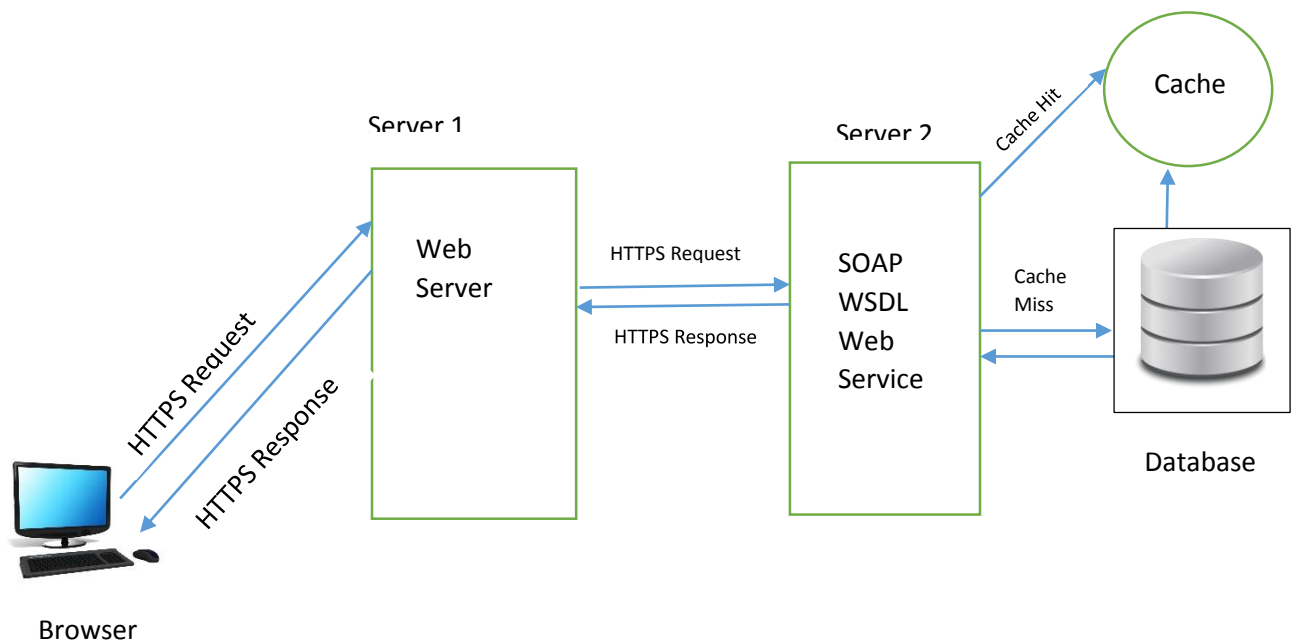 Cache
Cache Hit
Server 1
Server 2
Web
Server
HTTPS Request
HTTPS Response
SOAP
WSDL
Web
Service
Cache
Miss
HTTPS Request
HTTPS Response
Database
Browser